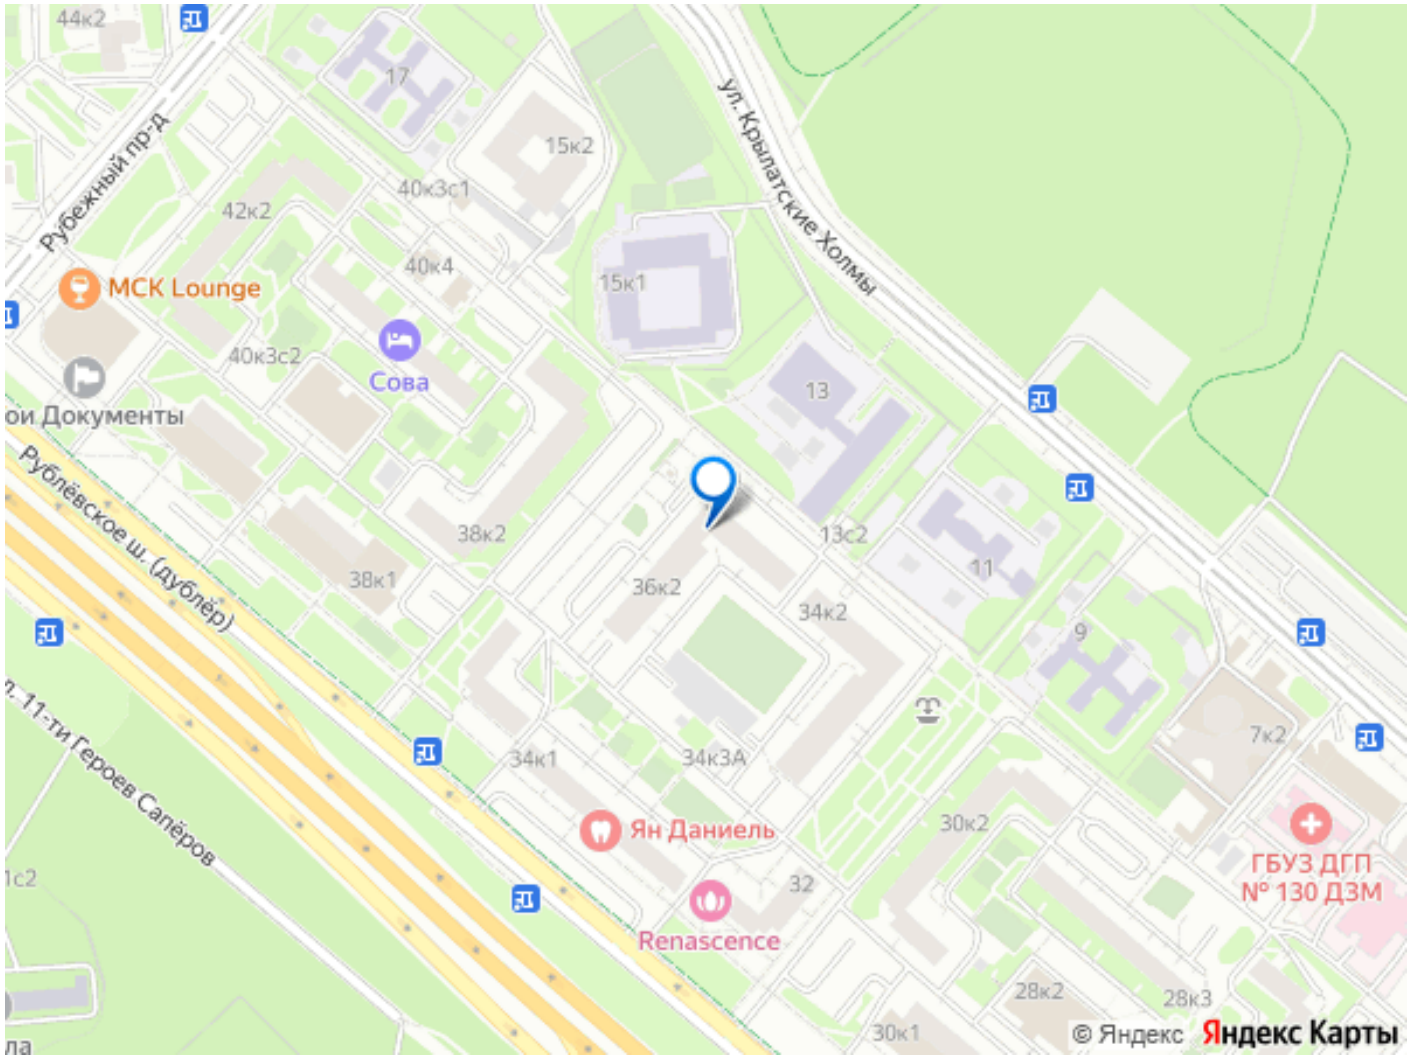 44к2
17
Рубежный пр-д
15к2
ул. Крылатские Холмы
40к3с1
42к2
40к4
15к1
МСК Lounge
40к3с2
Сова
13
ои Документы
Рублёвское ш. (дублёр)
38к2
13с2
38к1
36к2
11
34к2
9
л. 11-ти Героев Сапёров
34к1
34к3А
7к2
Ян Даниель
30к2
ГБУЗ ДГП
№ 130 ДЗМ
1с2
32
Renascence
28к2
28к3
30к1
ла
© Яндекс
Яндекс Карты